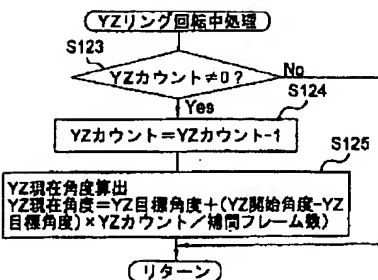 YZリング回転中処理
S123
YZカウント≠0?
No
S124
Yes
YZカウント=YZカウント-1
S125
YZ現在角度算出
YZ現在角度=YZ目標角度+(YZ開始角度-YZ
目標角度)×YZカウント/補間フレーム数)
リターン